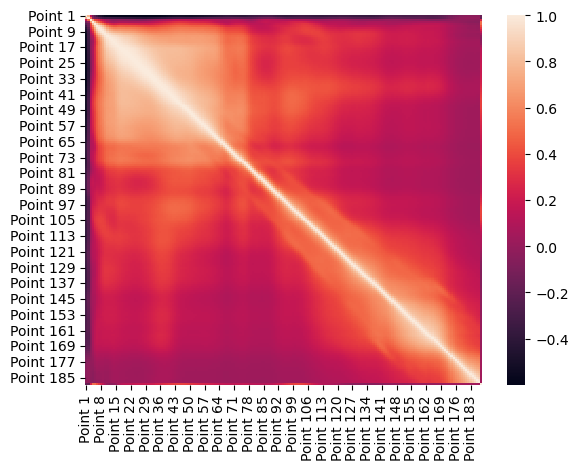 Point 1
Point 9
Point 17
Point 25
Point 33
Point 41
Point 49
Point 57
Point 65
Point 73
Point 81
Point 89
Point 97
Point 105
Point 113
Point 121
Point 129
Point 137
Point 145
Point 153
Point 161
Point 169
Point 177
Point 185
Point 1
Point 8
Point 15
Point 22
Point 29
Point 36
Point 43
Point 50
Point 57
Point 64
Point 71
Point 78
Point 85
Point 92
Point 99
Point 106
Point 113
Point 120
Point 127
Point 134
Point 141
Point 148
Point 155
Point 162
Point 169
Point 176
Point 183
1.0
0.8
0.6
0.4
0.2
0.0
−0.2
−0.4